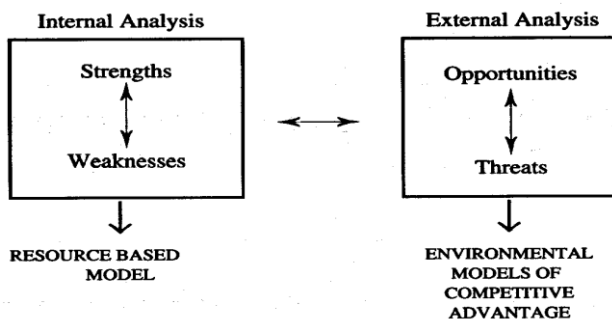 Internal Analysis
Strengths
Weaknesses
RESOURCE BASED
MODEL
External Analysis
Opportunities
Threats
ENVIRONMENTAL
MODELS OF
COMPETITIVE
ADVANTAGE